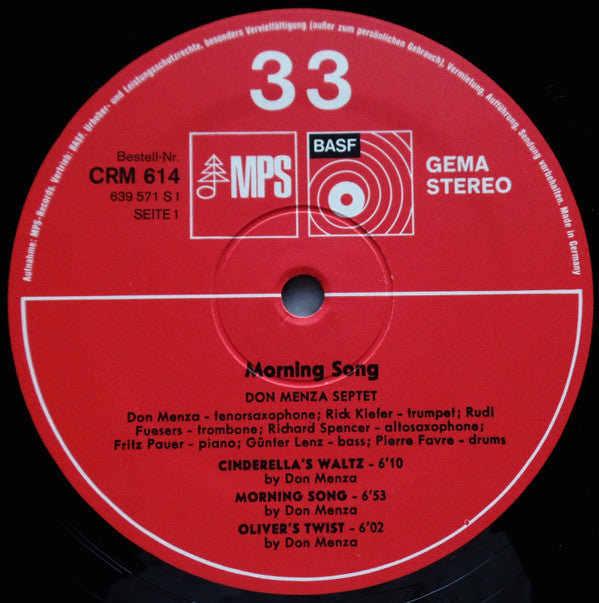 Aufnahme: MPS-Records. Vertrieb: BASF. Urheber- und Leistungsschutzrechte, besonders Vervielfältigung (außer zum persönlichen Gebrauch), Vermietung, Aufführung, Sendung vorbehalten. Made in Germany
33
Bestell-Nr.
CRM 614
639 571 S 1
SEITE 1
MPS
BASF
GEMA
STEREO
Morning Song
DON MENZA SEPTET
Don Menza - tenorsaxophone; Rick Kiefer - trumpet; Rudi
Fuesers - trombone; Richard Spencer - altosaxophone;
Fritz Pauer - piano; Günter Lenz - bass; Pierre Favre - drums
CINDERELLA'S WALTZ - 6'10
by Don Menza
MORNING SONG - 6'53
by Don Menza
OLIVER'S TWIST - 6'02
by Don Menza